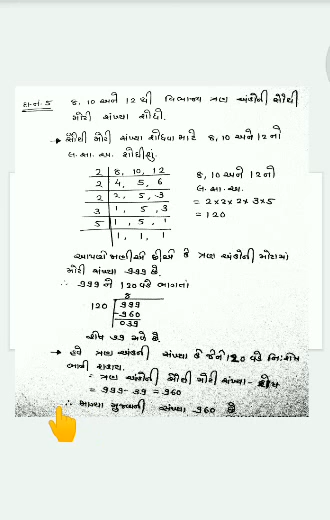 દા.ત.5 8, 10 અને 12 થી વિભાજ્ય ત્રણ અંકોની સૌથી
મોટી સંખ્યા શોધો.
→ સૌથી મોટી સંખ્યા શોધવા માટે 8, 10 અને 12 નો
લ.સા.અ. શોધીશું.
2 | 8, 10, 12
2 | 4, 5, 6
2 | 2, 5, 3
3 | 1, 5, 3
5 | 1, 5, 1
1, 1, 1
8, 10 અને 12 નો
લ.સા.અ.
= 2×2×2×3×5
= 120
આપણે જાણીએ છીએ કે ત્રણ અંકોની મોટામાં
મોટી સંખ્યા 999 છે.
∴ 999 ને 120 વડે ભાગતાં
8
120 | 999
-960
039
શેષ 39 મળે છે
→ હવે ત્રણ અંકની સંખ્યા કે જેને 120 વડે નિઃશેષ
ભાગી શકાય.
= ત્રણ અંકોની સૌથી મોટી સંખ્યા - શેષ
= 999 - 39 = 960
∴ માગ્યા મુજબની સંખ્યા 960 છે